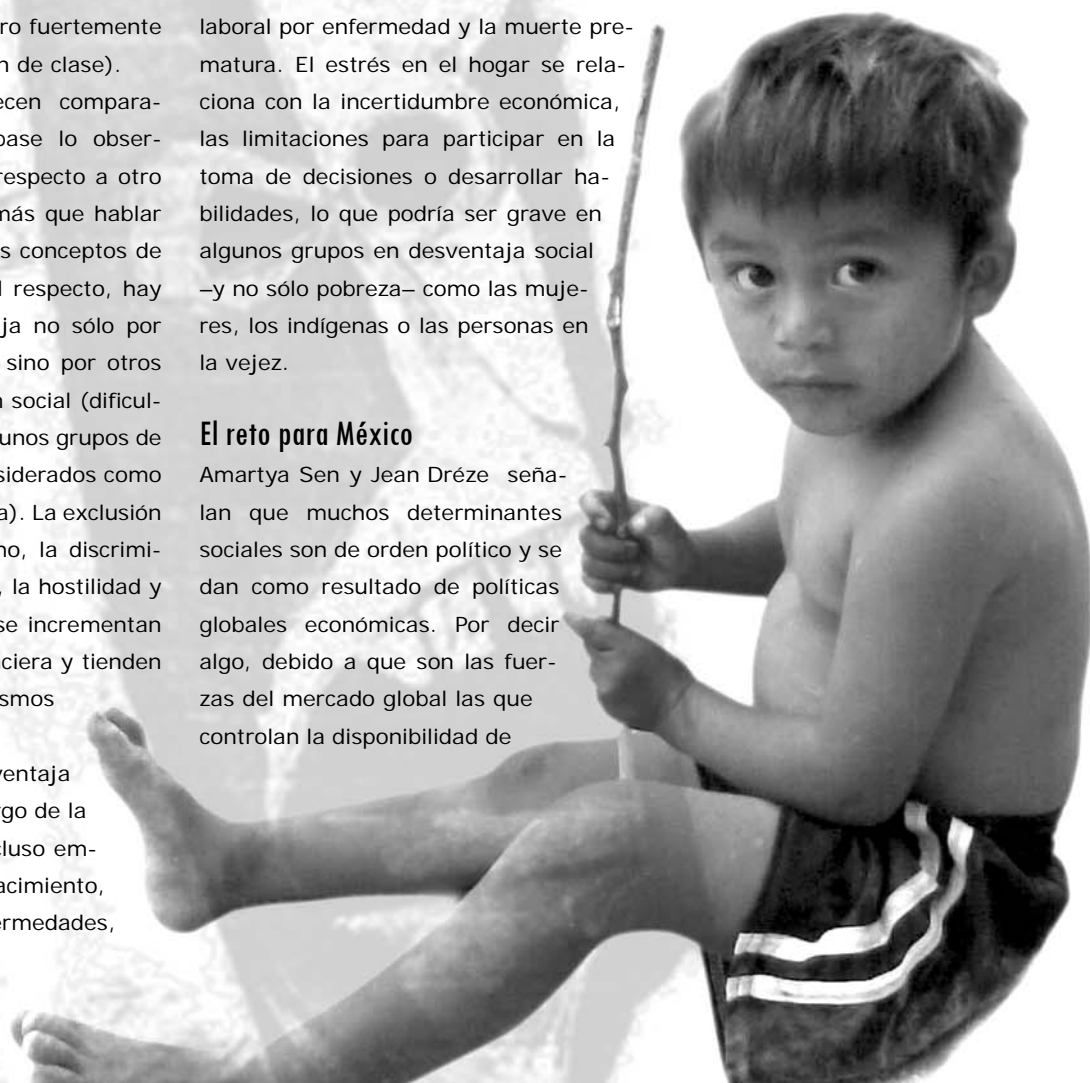 ro fuertemente
n de clase).
ecen compara-
base lo obser-
respecto a otro
más que hablar
s conceptos de
l respecto, hay
ja no sólo por
sino por otros
n social (dificul-
unos grupos de
siderados como
a). La exclusión
no, la discrimi-
, la hostilidad y
se incrementan
ciera y tienden
smos
ventaja
rgo de la
cluso em-
acimiento,
ermedades,
laboral por enfermedad y la muerte pre-
matura. El estrés en el hogar se rela-
ciona con la incertidumbre económica,
las limitaciones para participar en la
toma de decisiones o desarrollar ha-
bilidades, lo que podría ser grave en
algunos grupos en desventaja social
–y no sólo pobreza– como las muje-
res, los indígenas o las personas en
la vejez.
El reto para México
Amartya Sen y Jean Dréze seña-
lan que muchos determinantes
sociales son de orden político y se
dan como resultado de políticas
globales económicas. Por decir
algo, debido a que son las fuer-
zas del mercado global las que
controlan la disponibilidad de